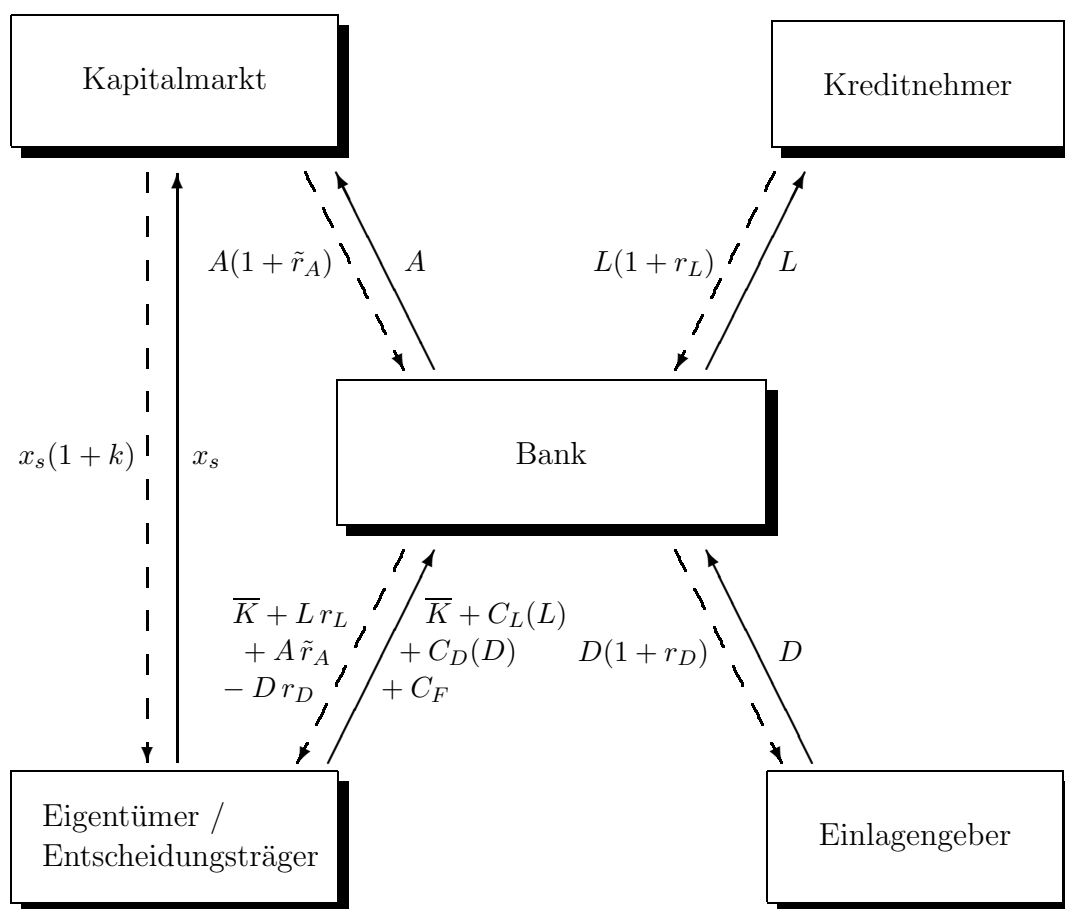 Kapitalmarkt
Kreditnehmer
A(1 + r̃_A)
A
L(1 + r_L)
L
x_s(1 + k)
x_s
Bank
K̅ + L r_L
+ A r̃_A
− D r_D
K̅ + C_L(L)
+ C_D(D)
+ C_F
D(1 + r_D)
D
Eigentümer /
Entscheidungsträger
Einlagengeber